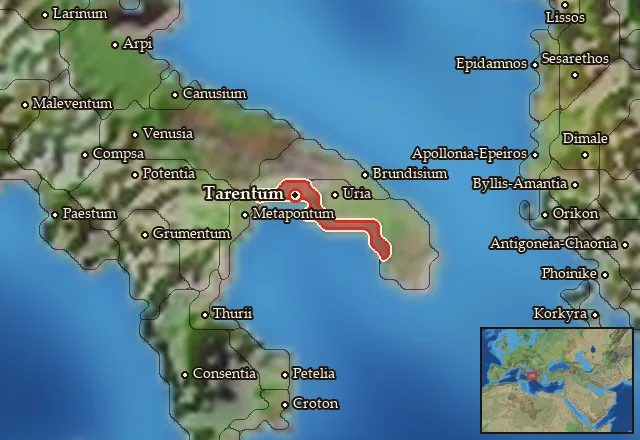 Larinum
Lissos
Arpi
Epidamnos
Sesarethos
Canusium
Maleventum
Venusia
Dimale
Compsa
Apollonia-Epeiros
Potentia
Brundisium
Byllis-Amantia
Tarentum
Uria
Paestum
Metapontum
Orikon
Grumentum
Antigoneia-Chaonia
Phoinike
Thurii
Korkyra
Consentia
Petelia
Croton